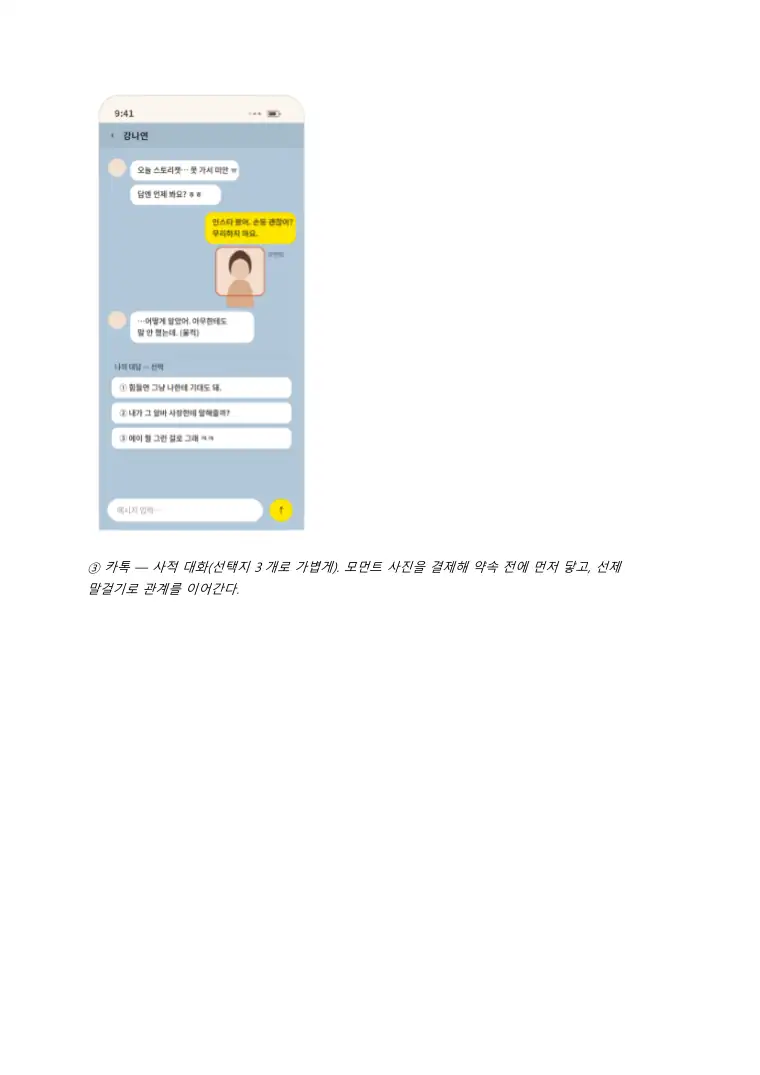 9:41
강나연
오늘 스토리챗… 못 가서 미안 ㅠ
담엔 언제 봐요? ㅎㅎ
인스타 봤어. 손등 괜찮아?
무리하지 마요.
…어떻게 알았어. 아무한테도
말 안 했는데. (울컥)
나의 대답 — 선택
① 힘들면 그냥 나한테 기대도 돼.
② 내가 그 알바 사장한테 말해줄까?
③ 에이 뭘 그런 걸로 그래 ㅋㅋ
메시지 입력…
↑
③ 카톡 — 사적 대화(선택지 3 개로 가볍게). 모먼트 사진을 결제해 약속 전에 먼저 닿고, 선제
말걸기로 관계를 이어간다.